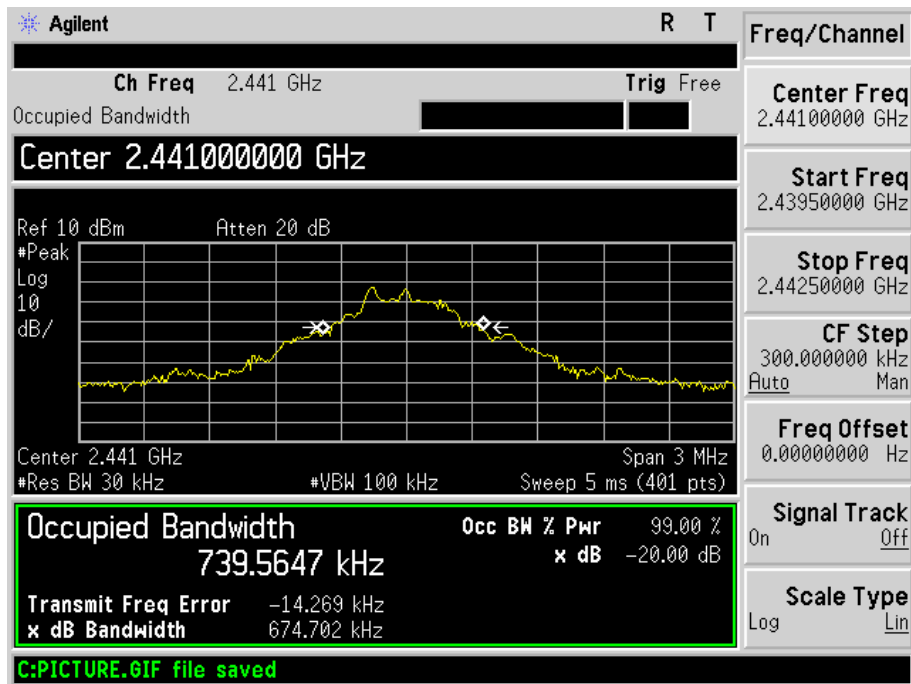 Agilent R T
Ch Freq 2.441 GHz Trig Free
Occupied Bandwidth
Center 2.441000000 GHz
Ref 10 dBm Atten 20 dB
#Peak
Log
10
dB/
Center 2.441 GHz Span 3 MHz
#Res BW 30 kHz #VBW 100 kHz Sweep 5 ms (401 pts)
Occupied Bandwidth Occ BW % Pwr 99.00 %
739.5647 kHz x dB -20.00 dB
Transmit Freq Error -14.269 kHz
x dB Bandwidth 674.702 kHz
C:PICTURE.GIF file saved
Freq/Channel
Center Freq
2.44100000 GHz
Start Freq
2.43950000 GHz
Stop Freq
2.44250000 GHz
CF Step
300.000000 kHz
Auto Man
Freq Offset
0.00000000 Hz
Signal Track
On Off
Scale Type
Log Lin